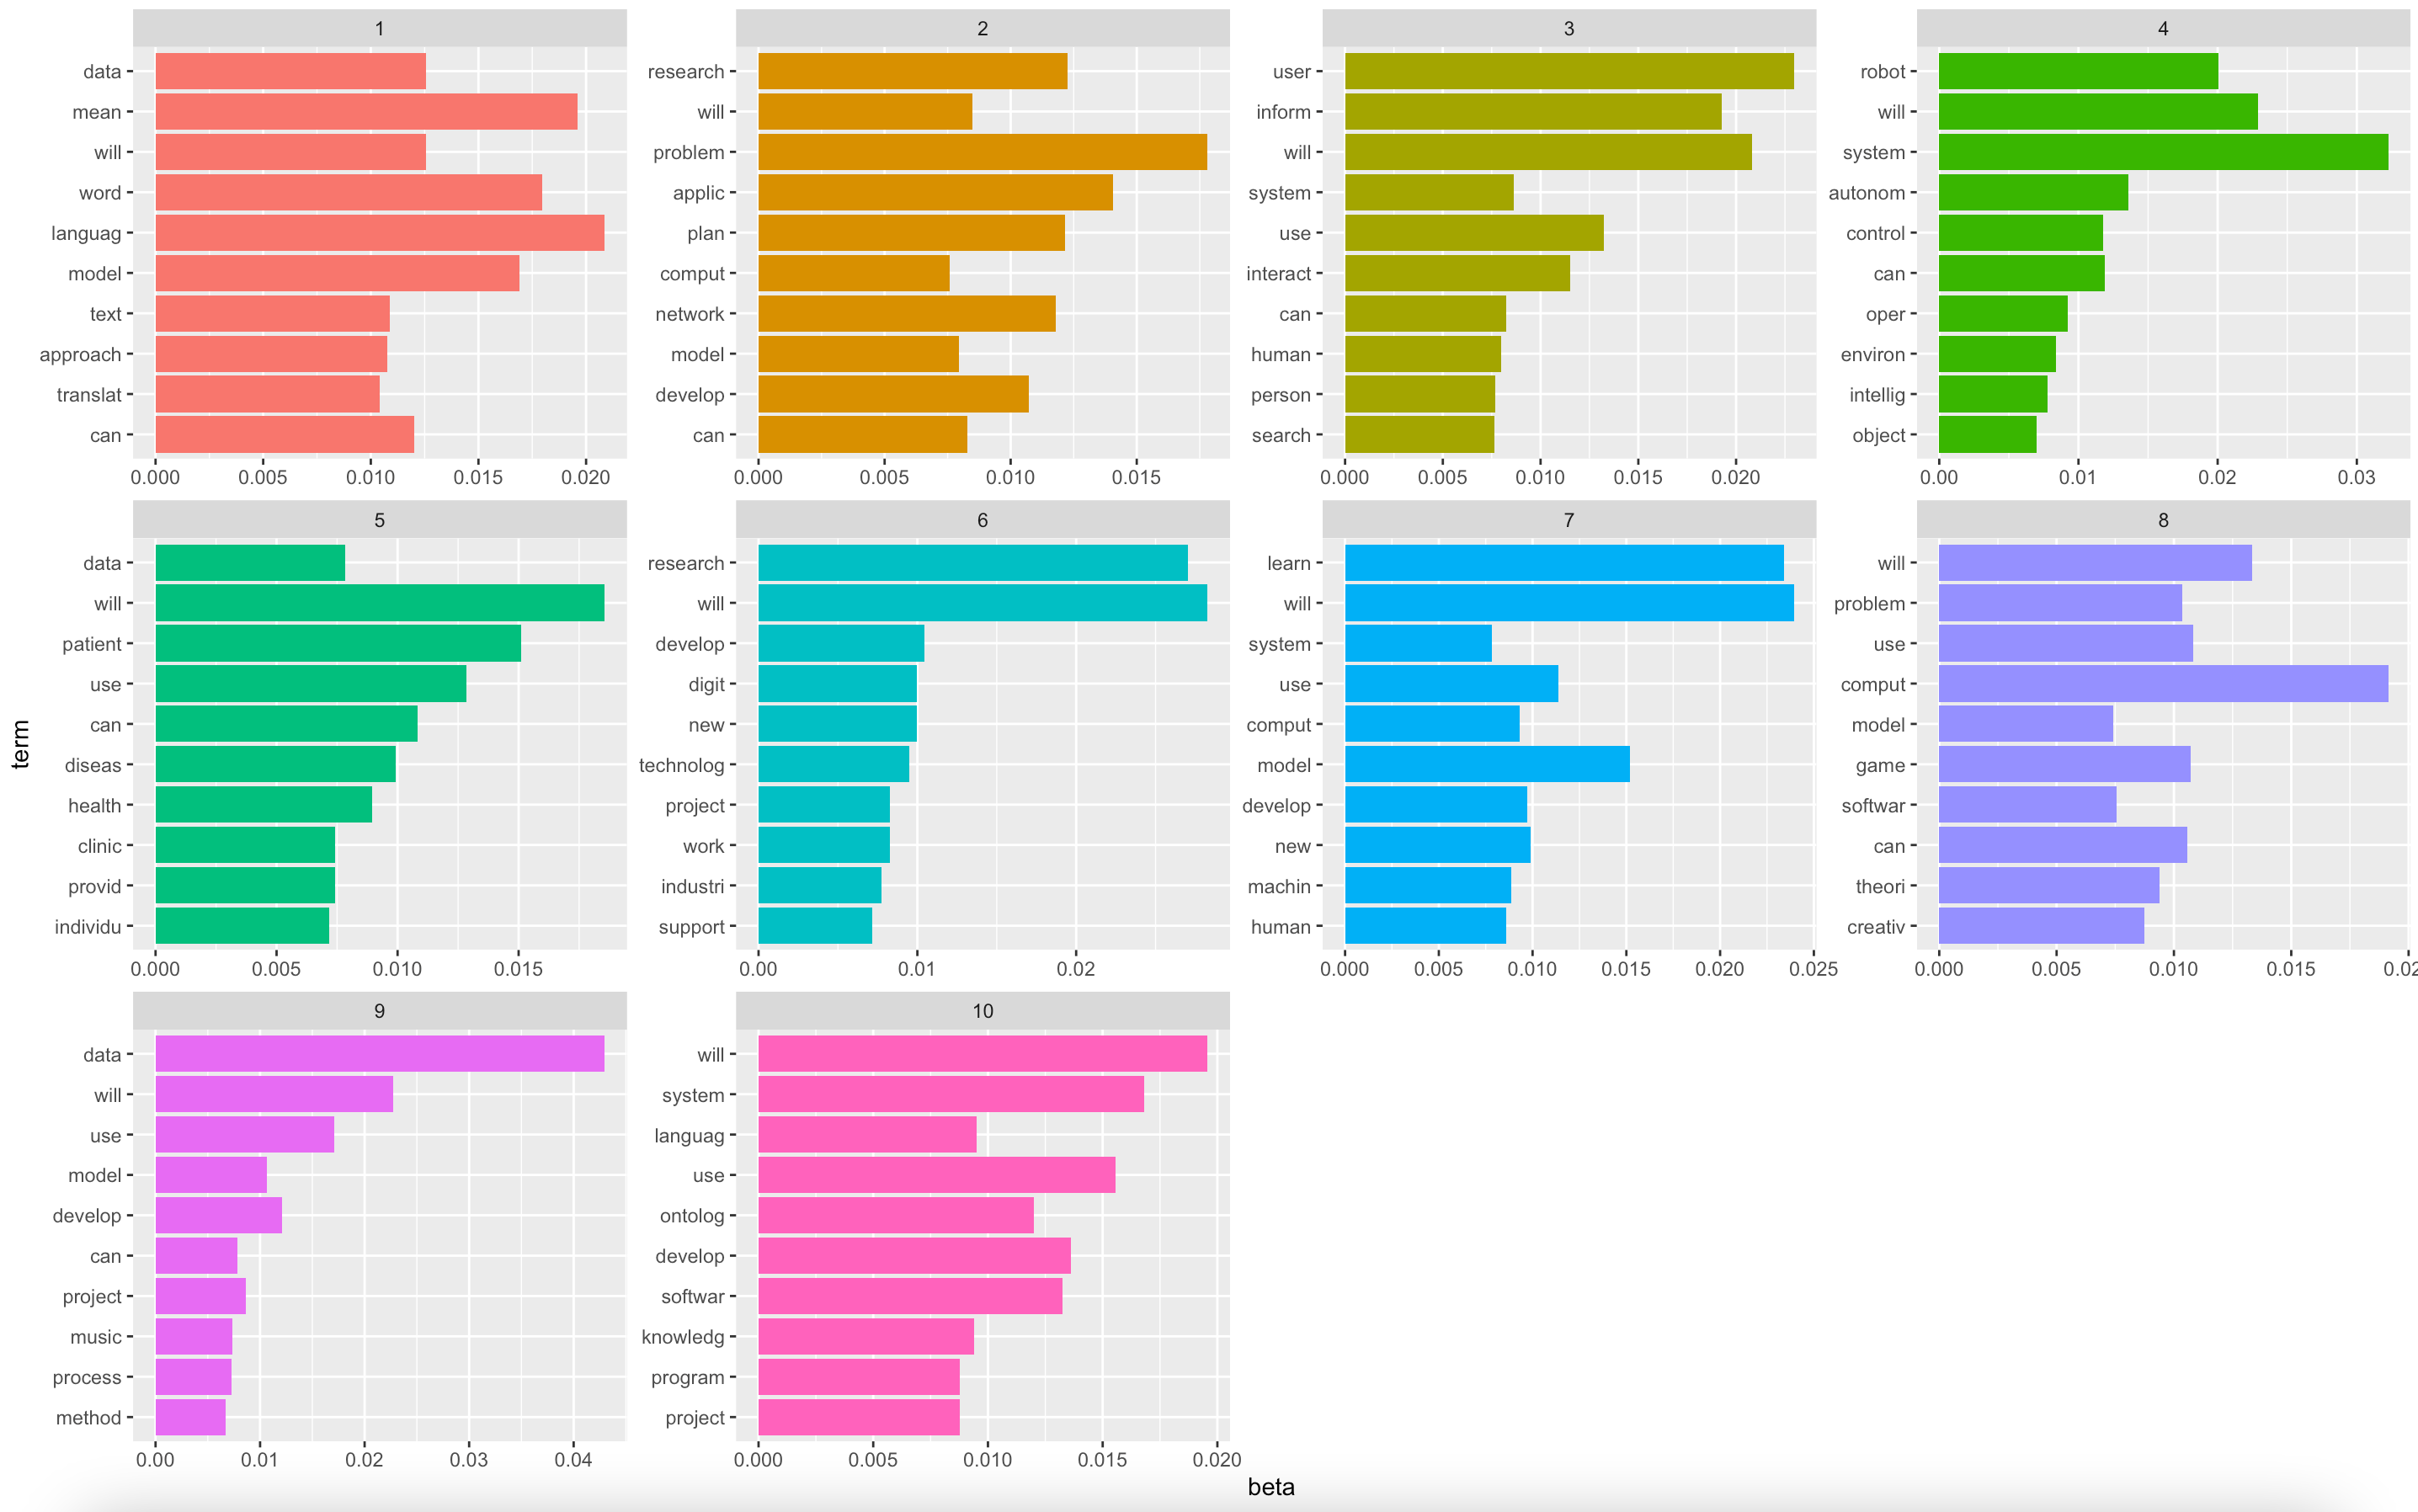 1
data
mean
will
word
languag
model
text
approach
translat
can
0.000 0.005 0.010 0.015 0.020
2
research
will
problem
applic
plan
comput
network
model
develop
can
0.000 0.005 0.010 0.015
3
user
inform
will
system
use
interact
can
human
person
search
0.000 0.005 0.010 0.015 0.020
4
robot
will
system
autonom
control
can
oper
environ
intellig
object
0.00 0.01 0.02 0.03
term
5
data
will
patient
use
can
diseas
health
clinic
provid
individu
0.000 0.005 0.010 0.015
6
research
will
develop
digit
new
technolog
project
work
industri
support
0.00 0.01 0.02
7
learn
will
system
use
comput
model
develop
new
machin
human
0.000 0.005 0.010 0.015 0.020 0.025
8
will
problem
use
comput
model
game
softwar
can
theori
creativ
0.000 0.005 0.010 0.015 0.02
9
data
will
use
model
develop
can
project
music
process
method
0.00 0.01 0.02 0.03 0.04
10
will
system
languag
use
ontolog
develop
softwar
knowledg
program
project
0.000 0.005 0.010 0.015 0.020
beta